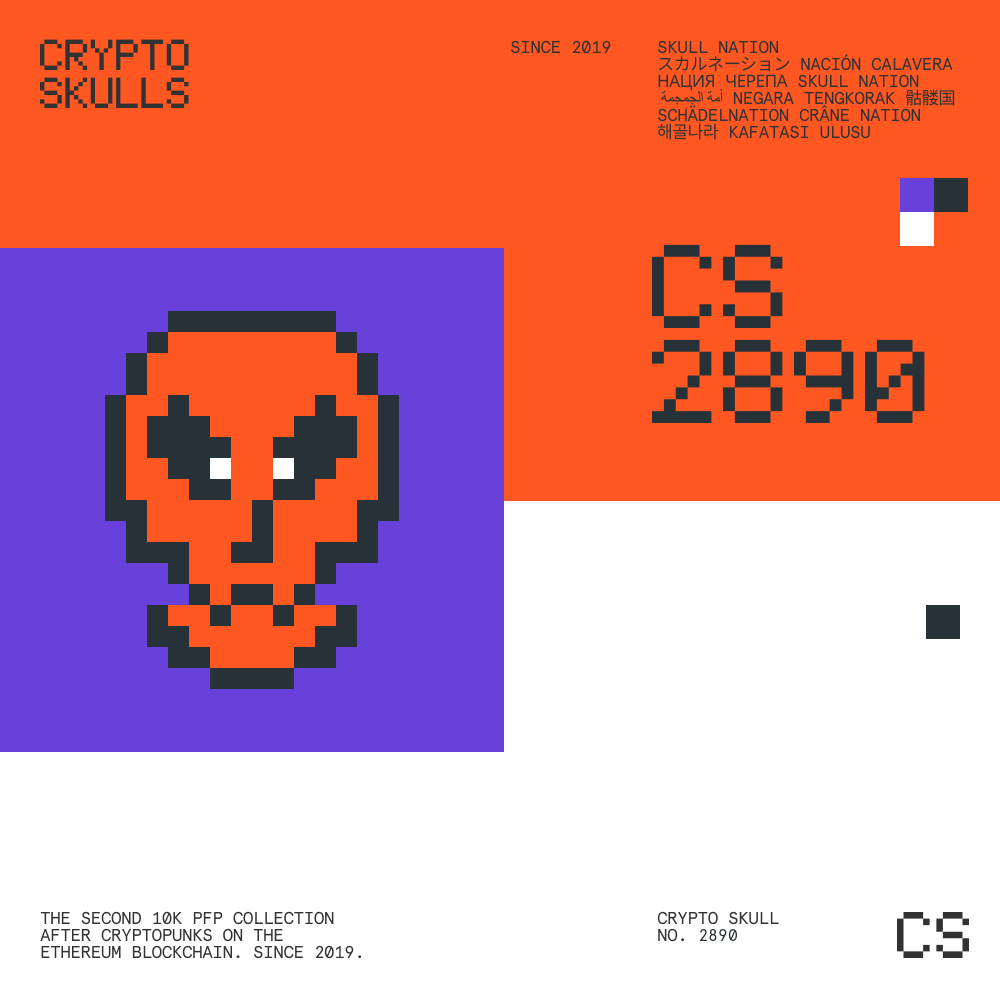 CRYPTO
SKULLS
SINCE 2019
SKULL NATION
スカルネーション NACIÓN CALAVERA
НАЦИЯ ЧЕРЕПА SKULL NATION
أمة الجمجمة NEGARA TENGKORAK 骷髅国
SCHÄDELNATION CRÂNE NATION
해골나라 KAFATASI ULUSU
CS
2890
THE SECOND 10K PFP COLLECTION
AFTER CRYPTOPUNKS ON THE
ETHEREUM BLOCKCHAIN. SINCE 2019.
CRYPTO SKULL
NO. 2890
CS